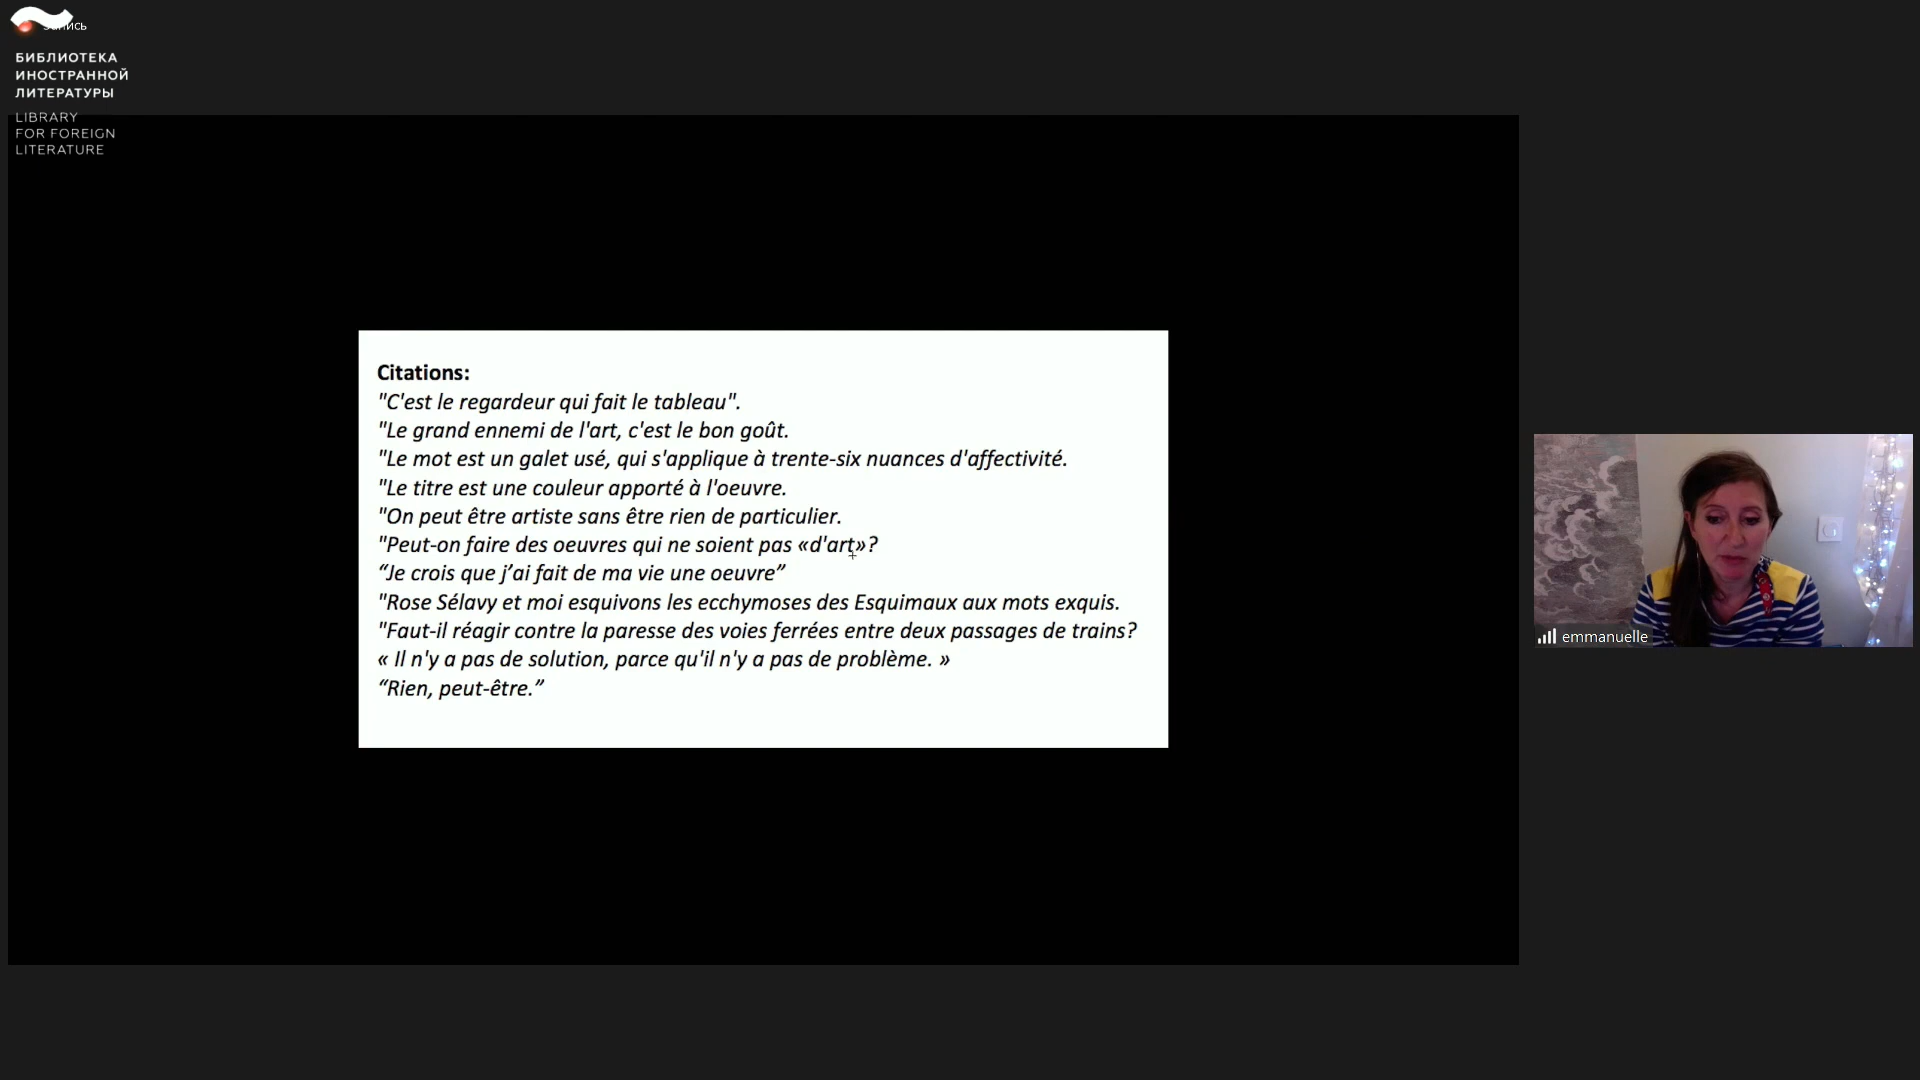 Запись
БИБЛИОТЕКА
ИНОСТРАННОЙ
ЛИТЕРАТУРЫ
LIBRARY
FOR FOREIGN
LITERATURE
Citations:
"C'est le regardeur qui fait le tableau".
"Le grand ennemi de l'art, c'est le bon goût.
"Le mot est un galet usé, qui s'applique à trente-six nuances d'affectivité.
"Le titre est une couleur apporté à l'oeuvre.
"On peut être artiste sans être rien de particulier.
"Peut-on faire des oeuvres qui ne soient pas «d'art»?
“Je crois que j’ai fait de ma vie une oeuvre”
"Rose Sélavy et moi esquivons les ecchymoses des Esquimaux aux mots exquis.
"Faut-il réagir contre la paresse des voies ferrées entre deux passages de trains?
« Il n'y a pas de solution, parce qu'il n'y a pas de problème. »
“Rien, peut-être.”
emmanuelle